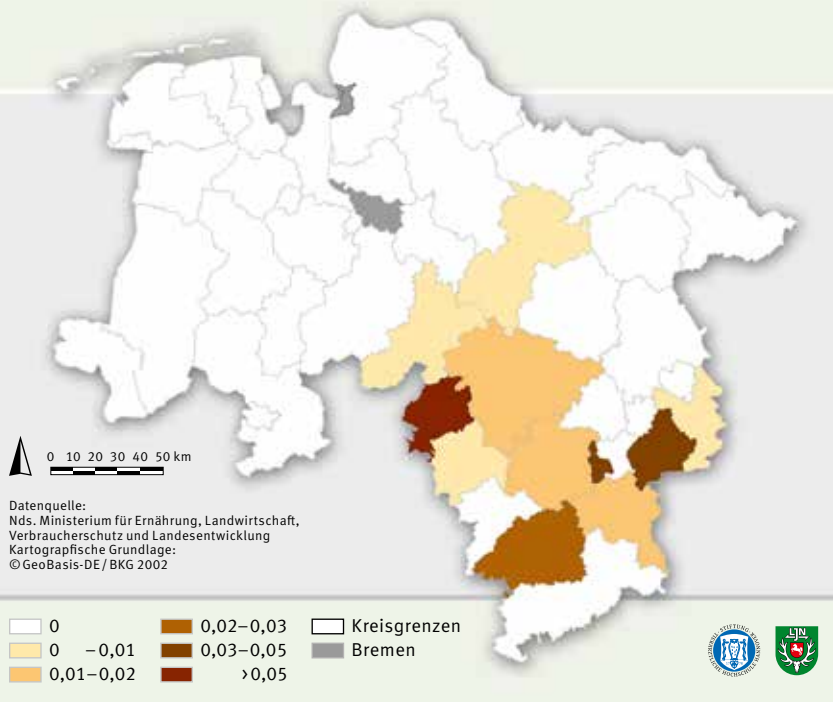 0 10 20 30 40 50 km
Datenquelle:
Nds. Ministerium für Ernährung, Landwirtschaft,
Verbraucherschutz und Landesentwicklung
Kartografische Grundlage:
© GeoBasis-DE / BKG 2002
0
0 –0,01
0,01–0,02
0,02–0,03
0,03–0,05
>0,05
Kreisgrenzen
Bremen
LJN